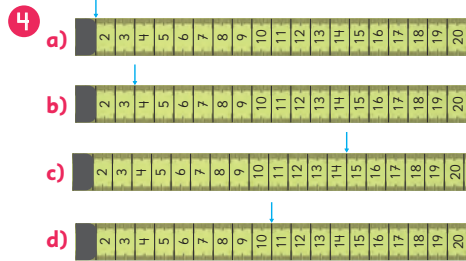 4
a) 2 3 4 5 6 7 8 9 10 11 12 13 14 15 16 17 18 19 20
b) 2 3 4 5 6 7 8 9 10 11 12 13 14 15 16 17 18 19 20
c) 2 3 4 5 6 7 8 9 10 11 12 13 14 15 16 17 18 19 20
d) 2 3 4 5 6 7 8 9 10 11 12 13 14 15 16 17 18 19 20